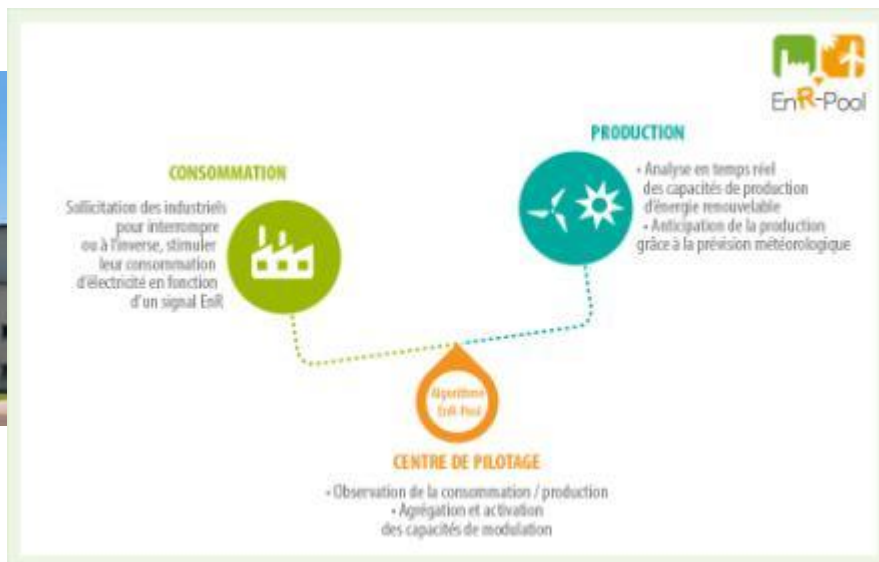 EnR-Pool
PRODUCTION
• Analyse en temps réel
des capacités de production
d'énergie renouvelable
• Anticipation de la production
grâce à la prévision météorologique
CONSOMMATION
Sollicitation des industriels
pour interrompre
ou à l'inverse, stimuler
leur consommation
d'électricité en fonction
d'un signal EnR
Algorithme
EnR-Pool
CENTRE DE PILOTAGE
• Observation de la consommation / production
• Agrégation et activation
des capacités de modulation